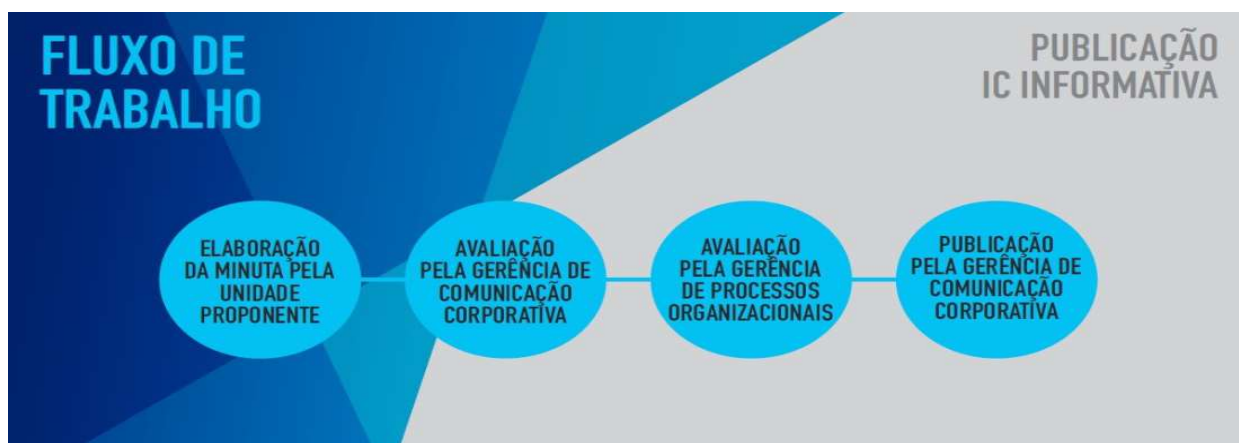 FLUXO DE
TRABALHO
PUBLICAÇÃO
IC INFORMATIVA
ELABORAÇÃO
DA MINUTA PELA
UNIDADE
PROPONENTE
AVALIAÇÃO
PELA GERÊNCIA DE
COMUNICAÇÃO
CORPORATIVA
AVALIAÇÃO
PELA GERÊNCIA
DE PROCESSOS
ORGANIZACIONAIS
PUBLICAÇÃO
PELA GERÊNCIA DE
COMUNICAÇÃO
CORPORATIVA